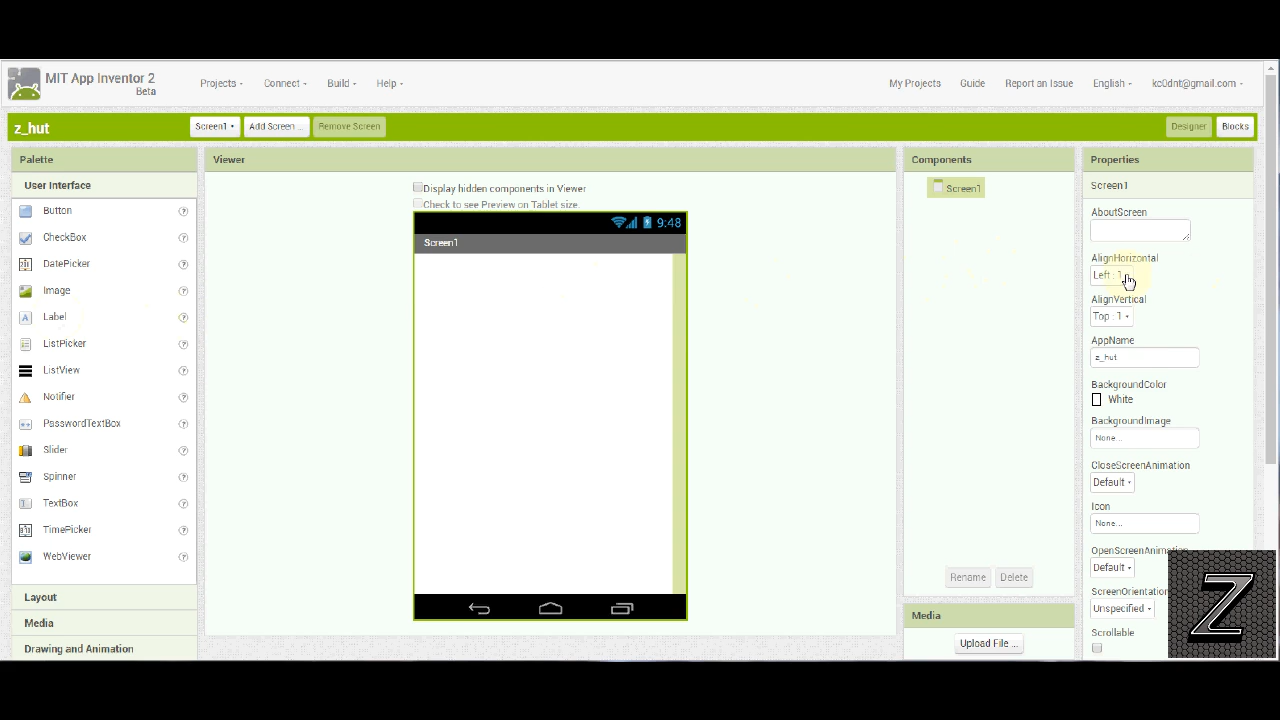 MIT App Inventor 2
Beta
Projects Connect Build Help My Projects Guide Report an Issue English kc0dnt@gmail.com
z_hut Screen1 Add Screen ... Remove Screen Designer Blocks
Palette
User Interface
Button
CheckBox
DatePicker
Image
Label
ListPicker
ListView
Notifier
PasswordTextBox
Slider
Spinner
TextBox
TimePicker
WebViewer
Layout
Media
Drawing and Animation
Viewer
Display hidden components in Viewer
Check to see Preview on Tablet size.
9:48
Screen1
Components
Screen1
Rename Delete
Media
Upload File ...
Properties
Screen1
AboutScreen
AlignHorizontal
Left : 1
AlignVertical
Top : 1
AppName
z_hut
BackgroundColor
White
BackgroundImage
None...
CloseScreenAnimation
Default
Icon
None...
OpenScreenAnimation
Default
ScreenOrientation
Unspecified
Scrollable
Z